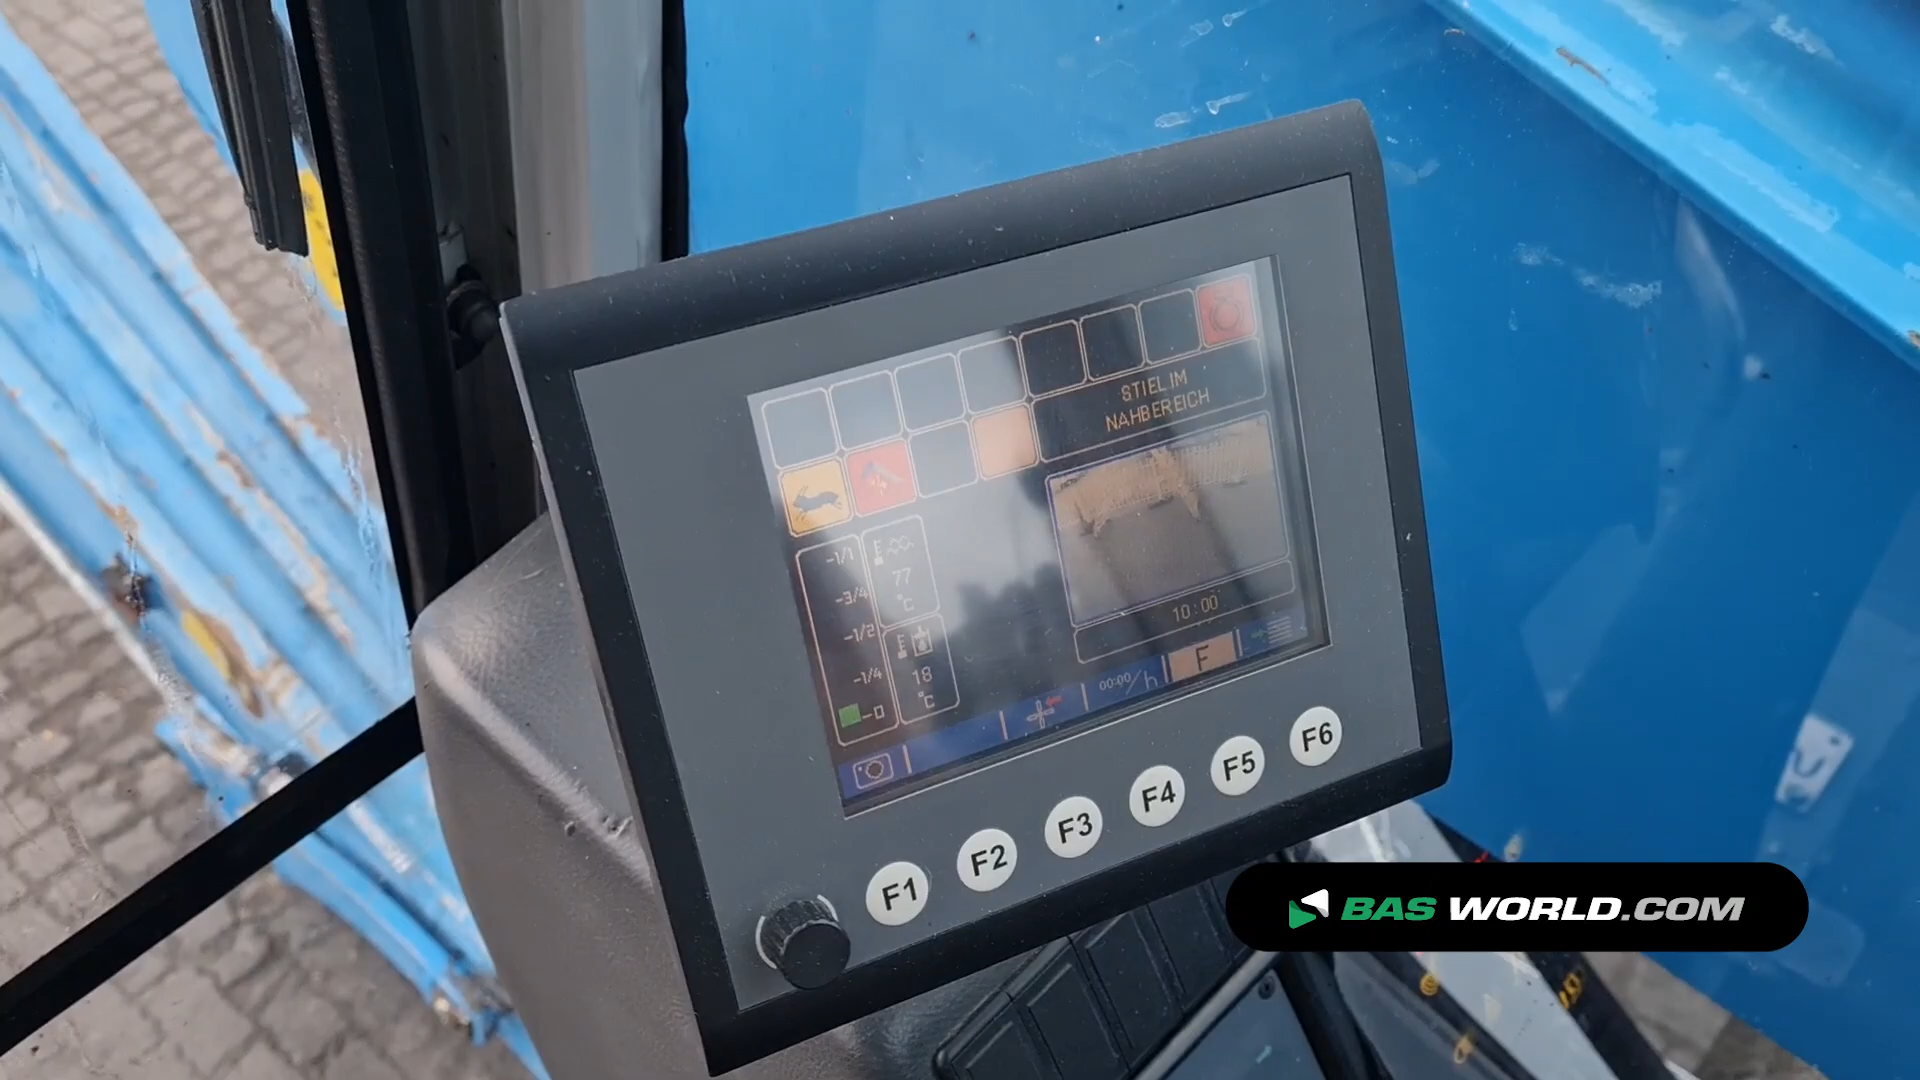 STIEL IM
NAHBEREICH
-1/1
-3/4
-1/2
-1/4
-0
E
77
°C
E
18
°C
10:00
00:00/h
F
F1
F2
F3
F4
F5
F6
BAS WORLD.COM